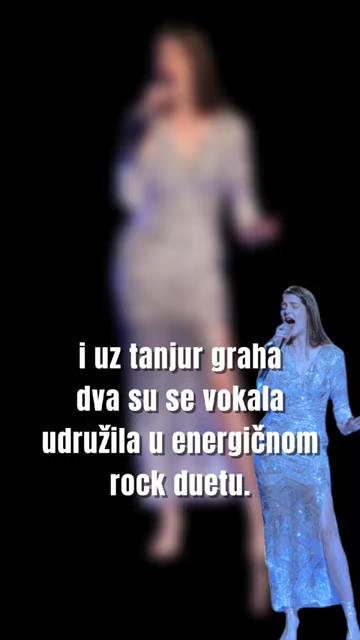 i uz tanjur graha
dva su se vokala
udružila u energičnom
rock duetu.